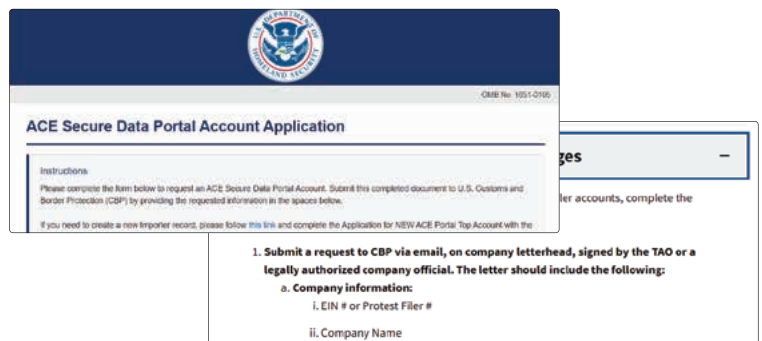 U.S. DEPARTMENT OF
HOMELAND SECURITY
OMB No. 1651-0105
ACE Secure Data Portal Account Application
Instructions
Please complete the form below to request an ACE Secure Data Portal Account. Submit this completed document to U.S. Customs and
Border Protection (CBP) by providing the requested information in the spaces below.
If you need to create a new Importer record, please follow this link and complete the Application for NEW ACE Portal Top Account with the
ges
ler accounts, complete the
1. Submit a request to CBP via email, on company letterhead, signed by the TAO or a
legally authorized company official. The letter should include the following:
a. Company information:
i. EIN # or Protest Filer #
ii. Company Name